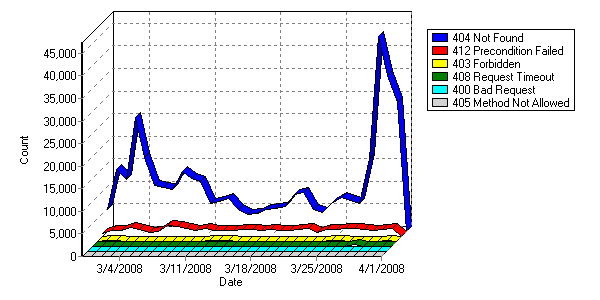 404 Not Found
412 Precondition Failed
403 Forbidden
408 Request Timeout
400 Bad Request
405 Method Not Allowed
45,000
40,000
35,000
30,000
25,000
20,000
15,000
10,000
5,000
0
Count
3/4/2008 3/11/2008 3/18/2008 3/25/2008 4/1/2008
Date